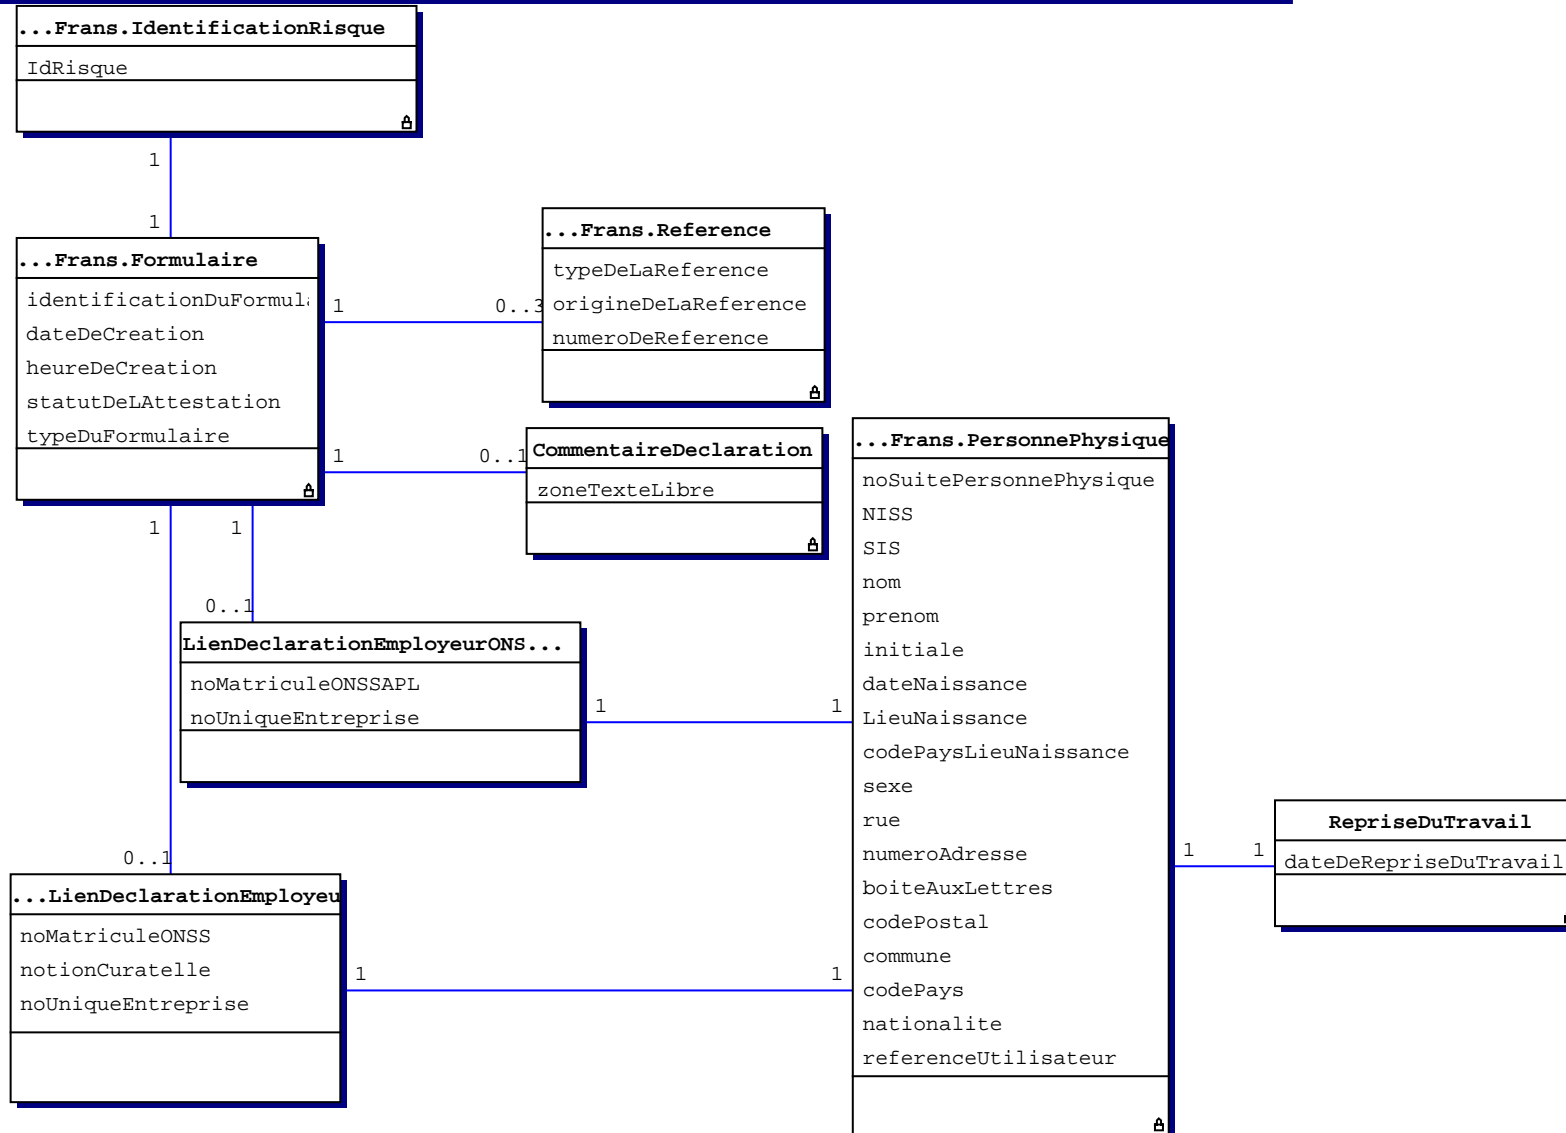 ...Frans.IdentificationRisque
IdRisque
1
1
...Frans.Formulaire
identificationDuFormul
dateDeCreation
heureDeCreation
statutDeLAttestation
typeDuFormulaire
1
0..3
...Frans.Reference
typeDeLaReference
origineDeLaReference
numeroDeReference
1
0..1
CommentaireDeclaration
zoneTexteLibre
1
1
0..1
LienDeclarationEmployeurONS...
noMatriculeONSSAPL
noUniqueEntreprise
1
1
0..1
...LienDeclarationEmployeu
noMatriculeONSS
notionCuratelle
noUniqueEntreprise
1
1
...Frans.PersonnePhysique
noSuitePersonnePhysique
NISS
SIS
nom
prenom
initiale
dateNaissance
LieuNaissance
codePaysLieuNaissance
sexe
rue
numeroAdresse
boiteAuxLettres
codePostal
commune
codePays
nationalite
referenceUtilisateur
1
1
RepriseDuTravail
dateDeRepriseDuTravail